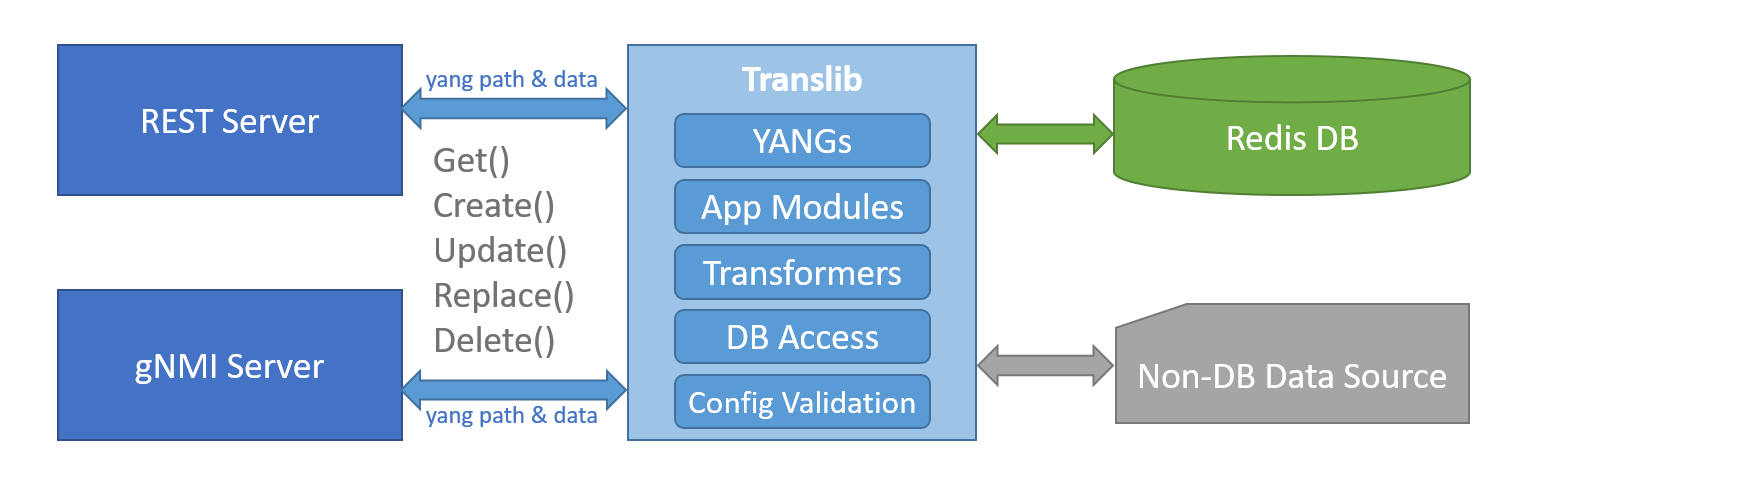 REST Server
gNMI Server
yang path & data
Get()
Create()
Update()
Replace()
Delete()
yang path & data
Translib
YANGs
App Modules
Transformers
DB Access
Config Validation
Redis DB
Non-DB Data Source